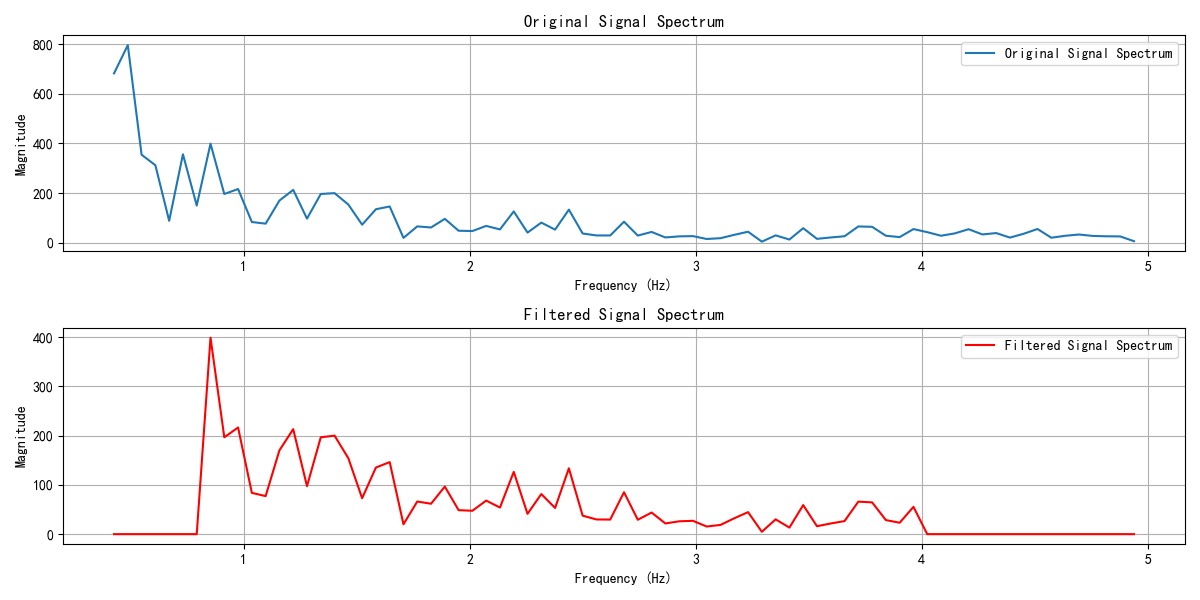 Original Signal Spectrum
Original Signal Spectrum
Magnitude
800
600
400
200
0
1
2
3
4
5
Frequency (Hz)
Filtered Signal Spectrum
Filtered Signal Spectrum
Magnitude
400
300
200
100
0
1
2
3
4
5
Frequency (Hz)